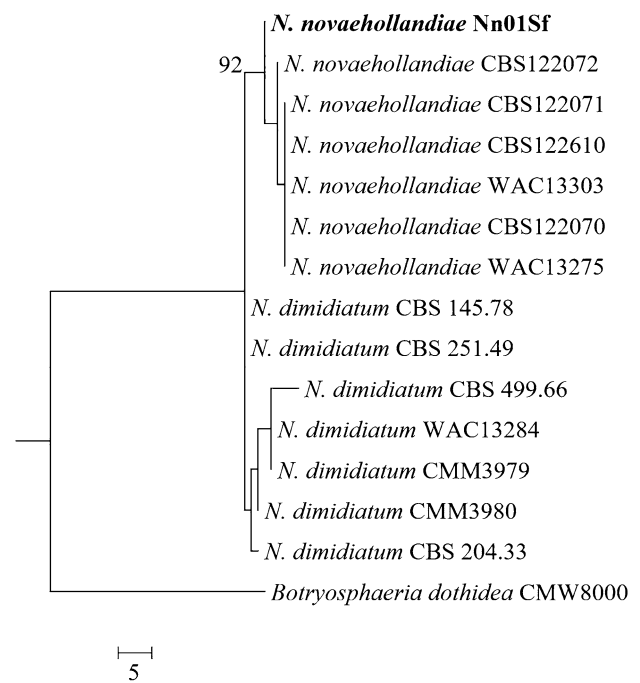 N. novaehollandiae Nn01Sf
92
N. novaehollandiae CBS122072
N. novaehollandiae CBS122071
N. novaehollandiae CBS122610
N. novaehollandiae WAC13303
N. novaehollandiae CBS122070
N. novaehollandiae WAC13275
N. dimidiatum CBS 145.78
N. dimidiatum CBS 251.49
N. dimidiatum CBS 499.66
N. dimidiatum WAC13284
N. dimidiatum CMM3979
N. dimidiatum CMM3980
N. dimidiatum CBS 204.33
Botryosphaeria dothidea CMW8000
5